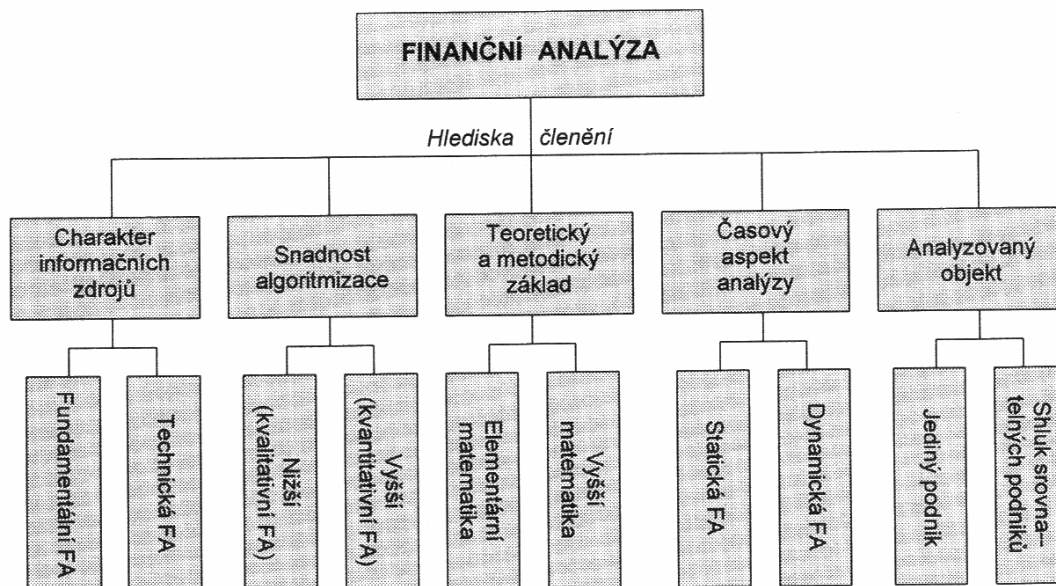 FINANČNÍ ANALÝZA
Hlediska členění
Charakter
informačních
zdrojů
Snadnost
algoritmizace
Teoretický
a metodický
základ
Časový
aspekt
analýzy
Analyzovaný
objekt
Fundamentální FA
Technická FA
Nižší
(kvalitativní FA)
Vyšší
(kvantitativní FA)
Elementární
matematika
Vyšší
matematika
Statická FA
Dynamická FA
Jediný podnik
Shluk srovna--
telných podniků